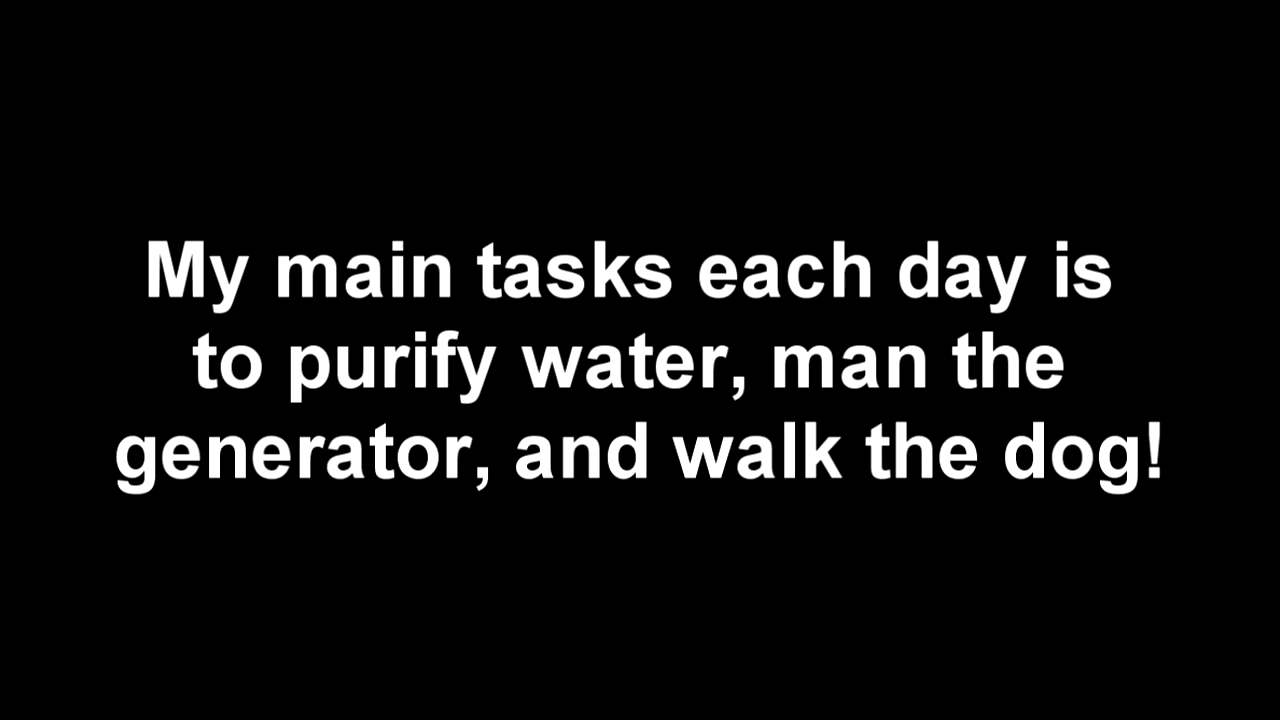 My main tasks each day is
to purify water, man the
generator, and walk the dog!